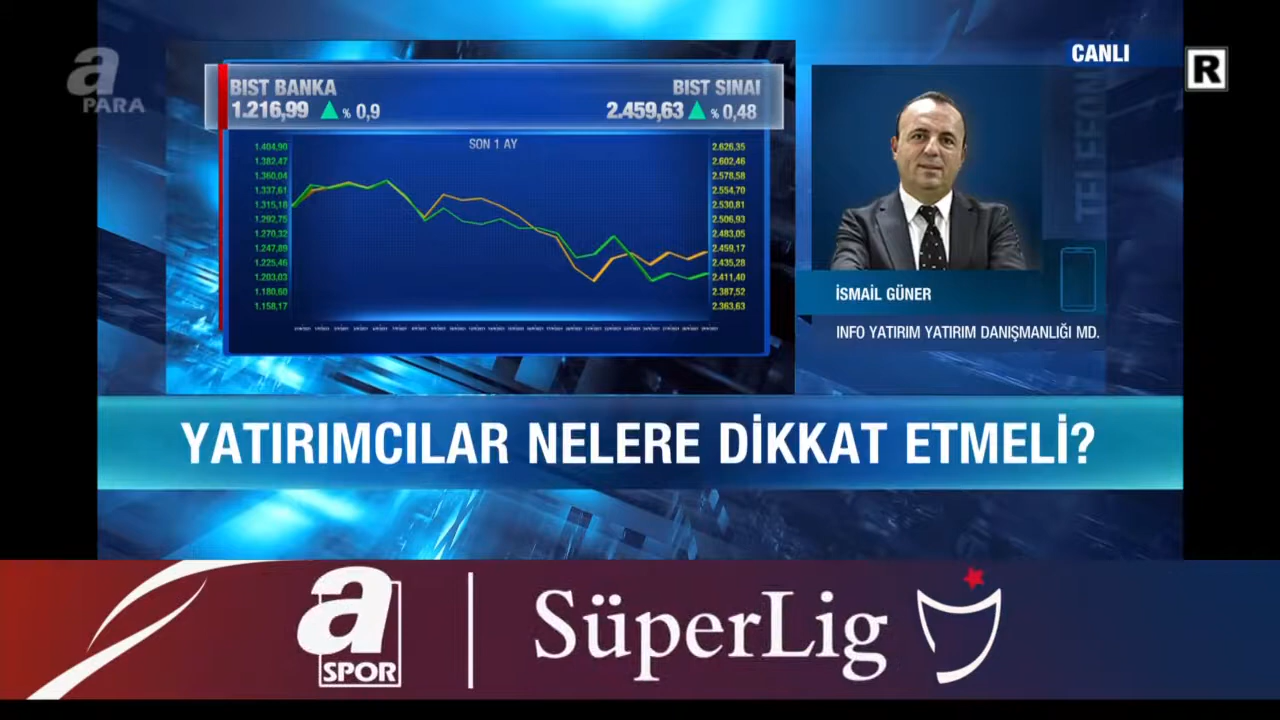 a
PARA
CANLI
R
BIST BANKA
1.216,99 ▲ % 0,9
BIST SINAI
2.459,63 ▲ % 0,48
SON 1 AY
1.404,90
1.382,47
1.360,04
1.337,61
1.315,18
1.292,75
1.270,32
1.247,89
1.225,46
1.203,03
1.180,60
1.158,17
2.626,35
2.602,46
2.578,58
2.554,70
2.530,81
2.506,93
2.483,05
2.459,17
2.435,28
2.411,40
2.387,52
2.363,63
TELEFON
İSMAİL GÜNER
INFO YATIRIM YATIRIM DANIŞMANLIĞI MD.
YATIRIMCILAR NELERE DİKKAT ETMELİ?
a
SPOR
SüperLig